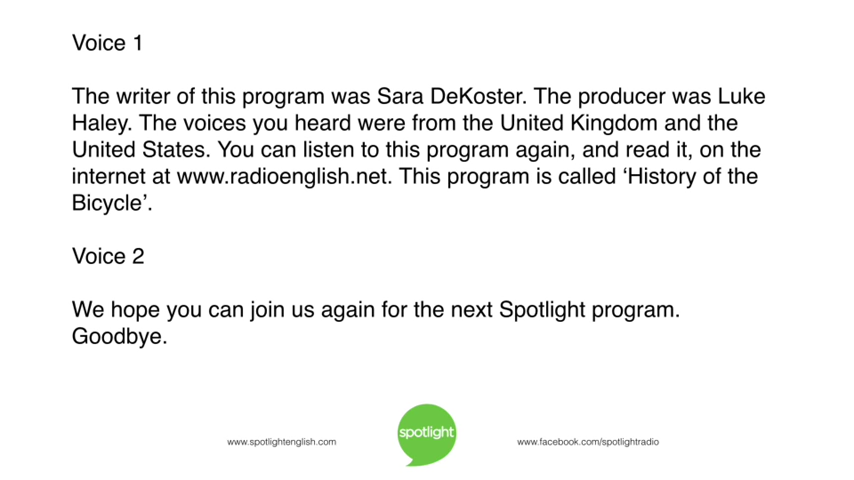 Voice 1
The writer of this program was Sara DeKoster. The producer was Luke
Haley. The voices you heard were from the United Kingdom and the
United States. You can listen to this program again, and read it, on the
internet at www.radioenglish.net. This program is called ‘History of the
Bicycle’.
Voice 2
We hope you can join us again for the next Spotlight program.
Goodbye.
www.spotlightenglish.com
spotlight
www.facebook.com/spotlightradio